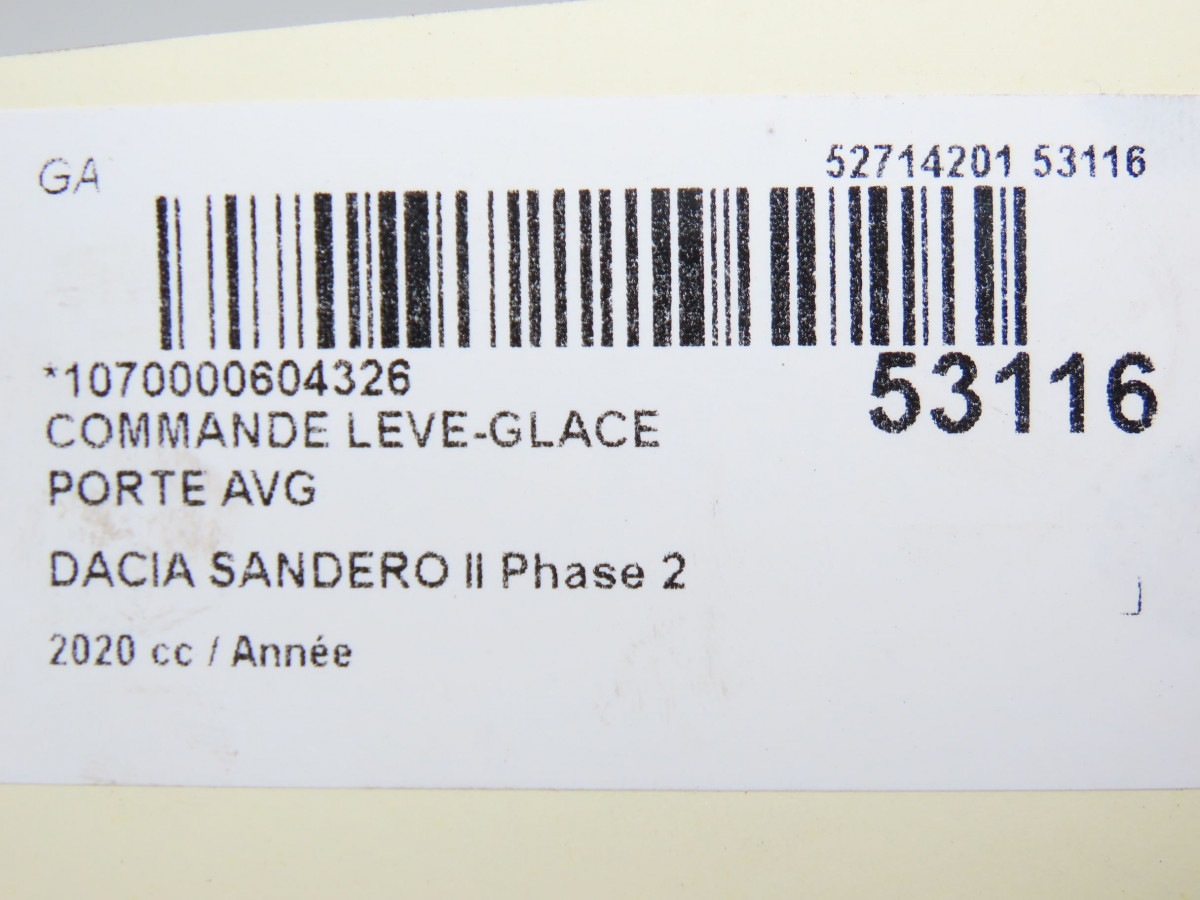 GA
52714201 53116
*1070000604326
53116
COMMANDE LEVE-GLACE
PORTE AVG
DACIA SANDERO II Phase 2
2020 cc / Année